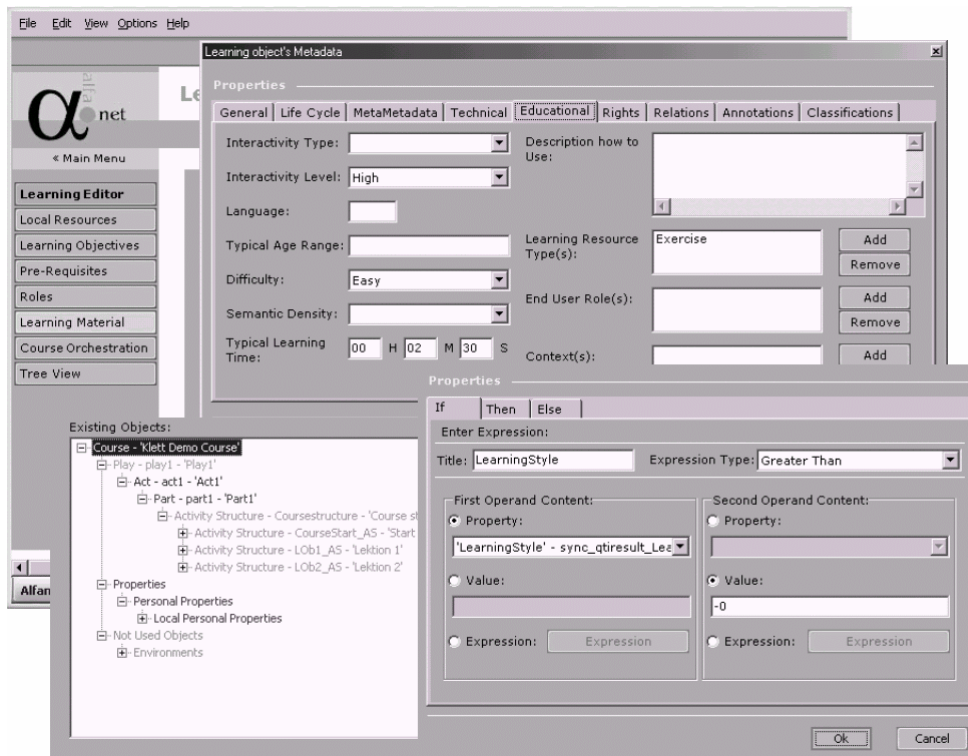 File Edit View Options Help
Learning object's Metadata
Properties
alfa
α net
Le
« Main Menu
Learning Editor
Local Resources
Learning Objectives
Pre-Requisites
Roles
Learning Material
Course Orchestration
Tree View
Alfan
General Life Cycle MetaMetadata Technical Educational Rights Relations Annotations Classifications
Interactivity Type:
Interactivity Level: High
Language:
Typical Age Range:
Difficulty: Easy
Semantic Density:
Typical Learning
Time: 00 H 02 M 30 S
Description how to
Use:
Learning Resource
Type(s): Exercise Add
Remove
End User Role(s): Add
Remove
Context(s): Add
Existing Objects:
Course - 'Klett Demo Course'
Play - play1 - 'Play1'
Act - act1 - 'Act1'
Part - part1 - 'Part1'
Activity Structure - Coursestructure - 'Course st
Activity Structure - CourseStart_AS - 'Start
Activity Structure - LOb1_AS - 'Lektion 1'
Activity Structure - LOb2_AS - 'Lektion 2'
Properties
Personal Properties
Local Personal Properties
Not Used Objects
Environments
Properties
If Then Else
Enter Expression:
Title: LearningStyle Expression Type: Greater Than
First Operand Content:
Property:
'LearningStyle' - sync_qtiresult_Lea
Value:
Expression: Expression
Second Operand Content:
Property:
Value:
-0
Expression: Expression
Ok Cancel